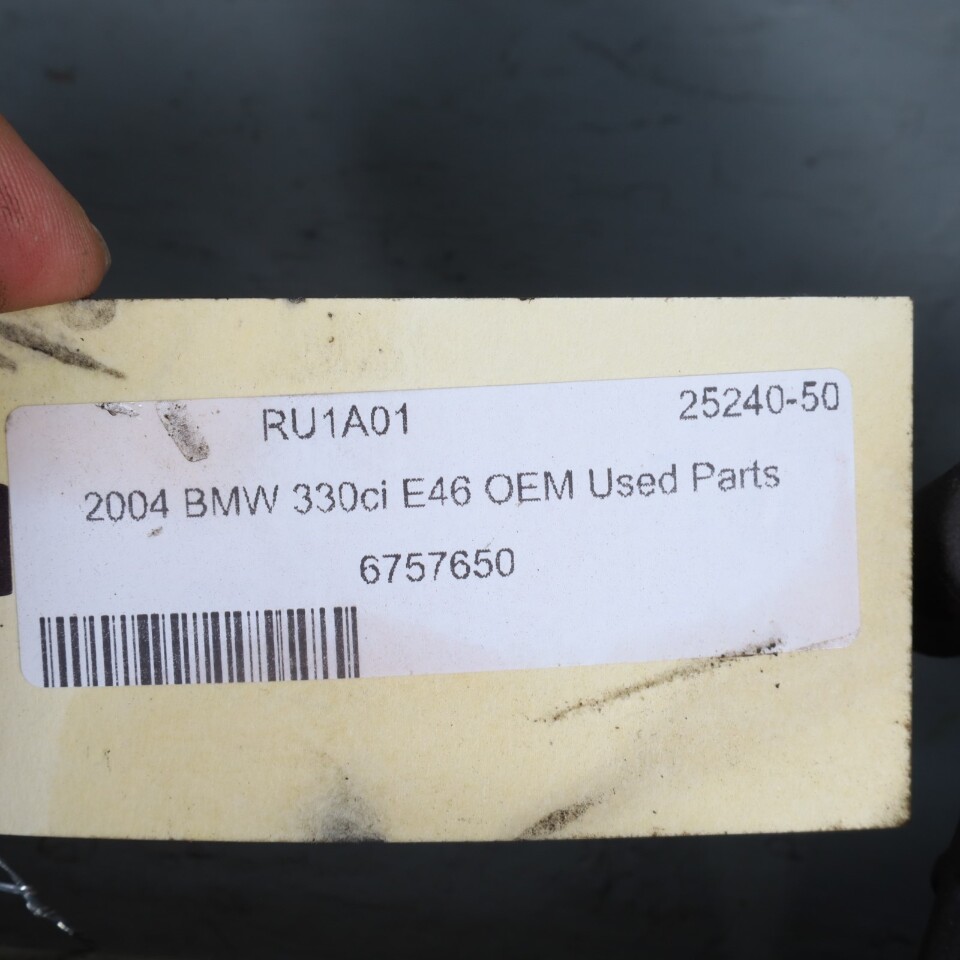 RU1A01 25240-50
2004 BMW 330ci E46 OEM Used Parts
6757650